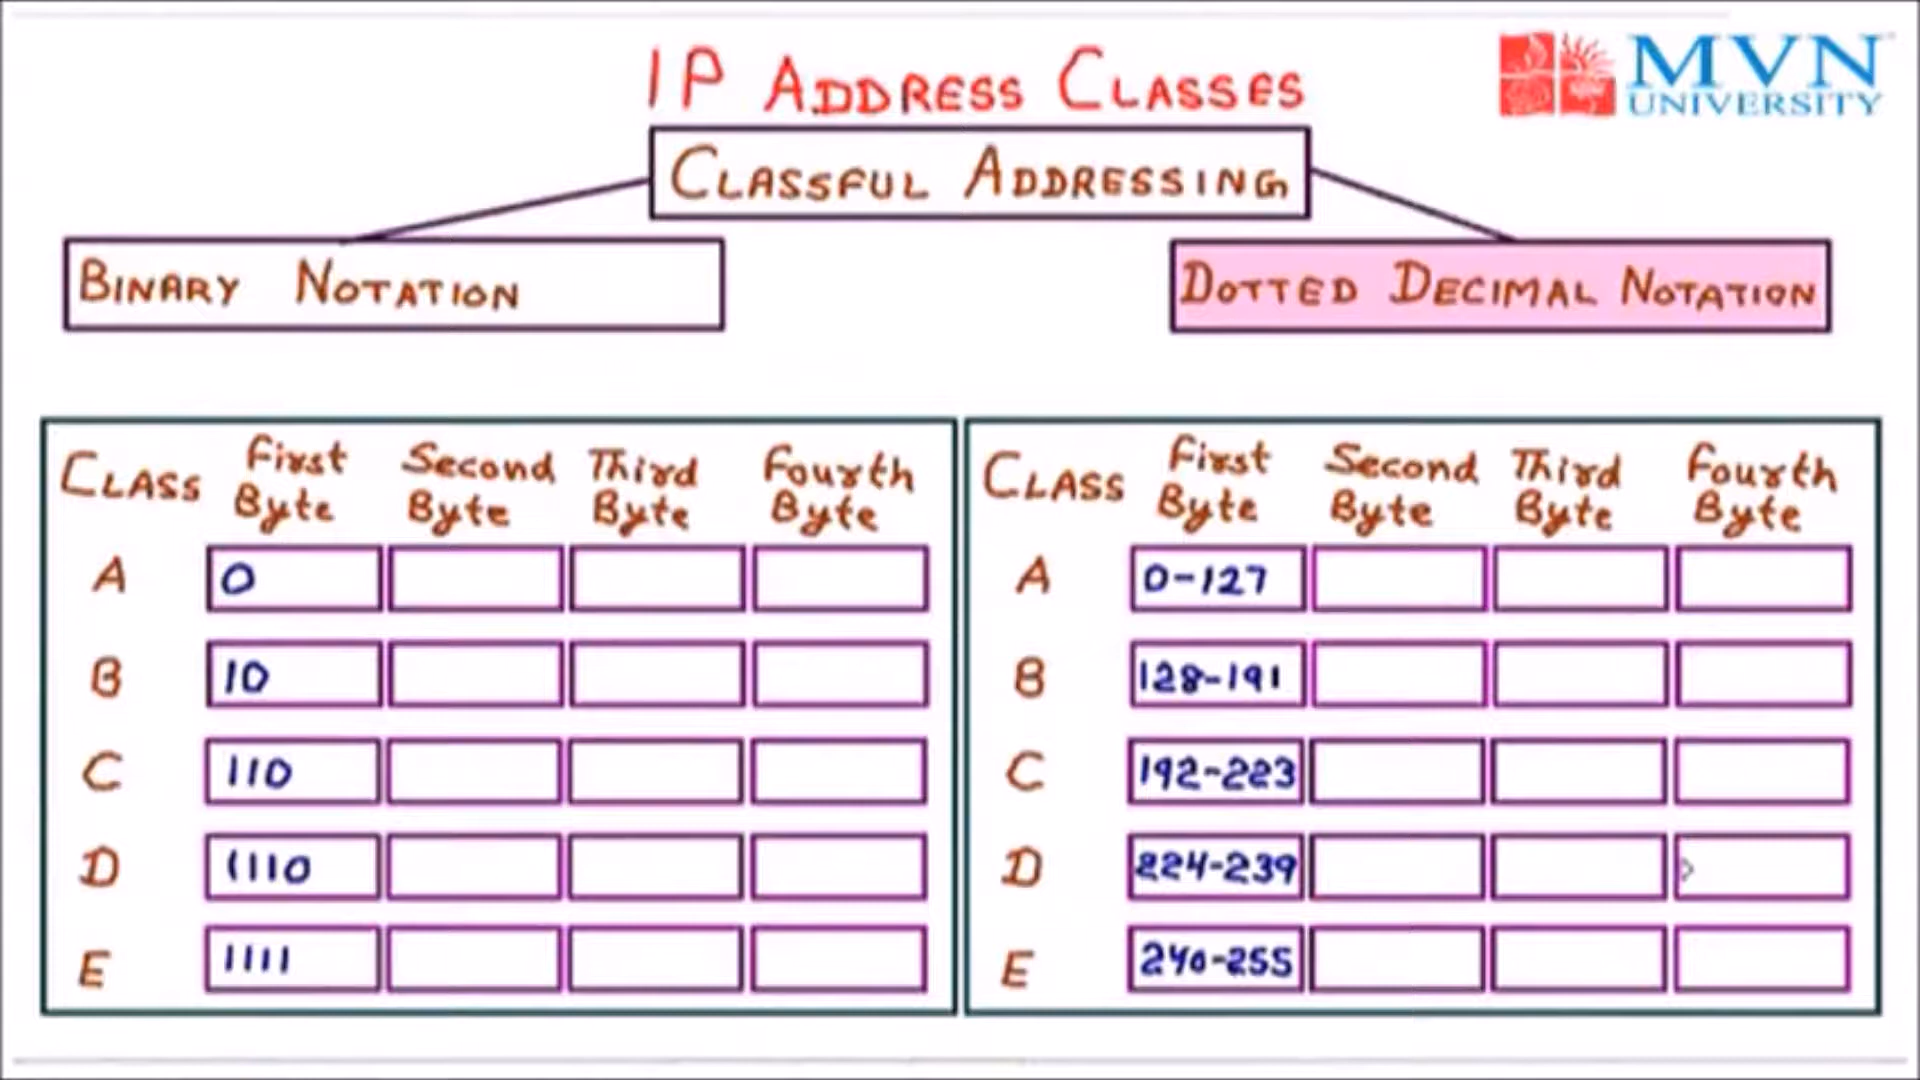 IP ADDRESS CLASSES
MVN
UNIVERSITY
CLASSFUL ADDRESSING
BINARY NOTATION
DOTTED DECIMAL NOTATION
CLASS First Byte Second Byte Third Byte Fourth Byte
A 0
B 10
C 110
D 1110
E 1111
CLASS First Byte Second Byte Third Byte Fourth Byte
A 0-127
B 128-191
C 192-223
D 224-239
E 240-255